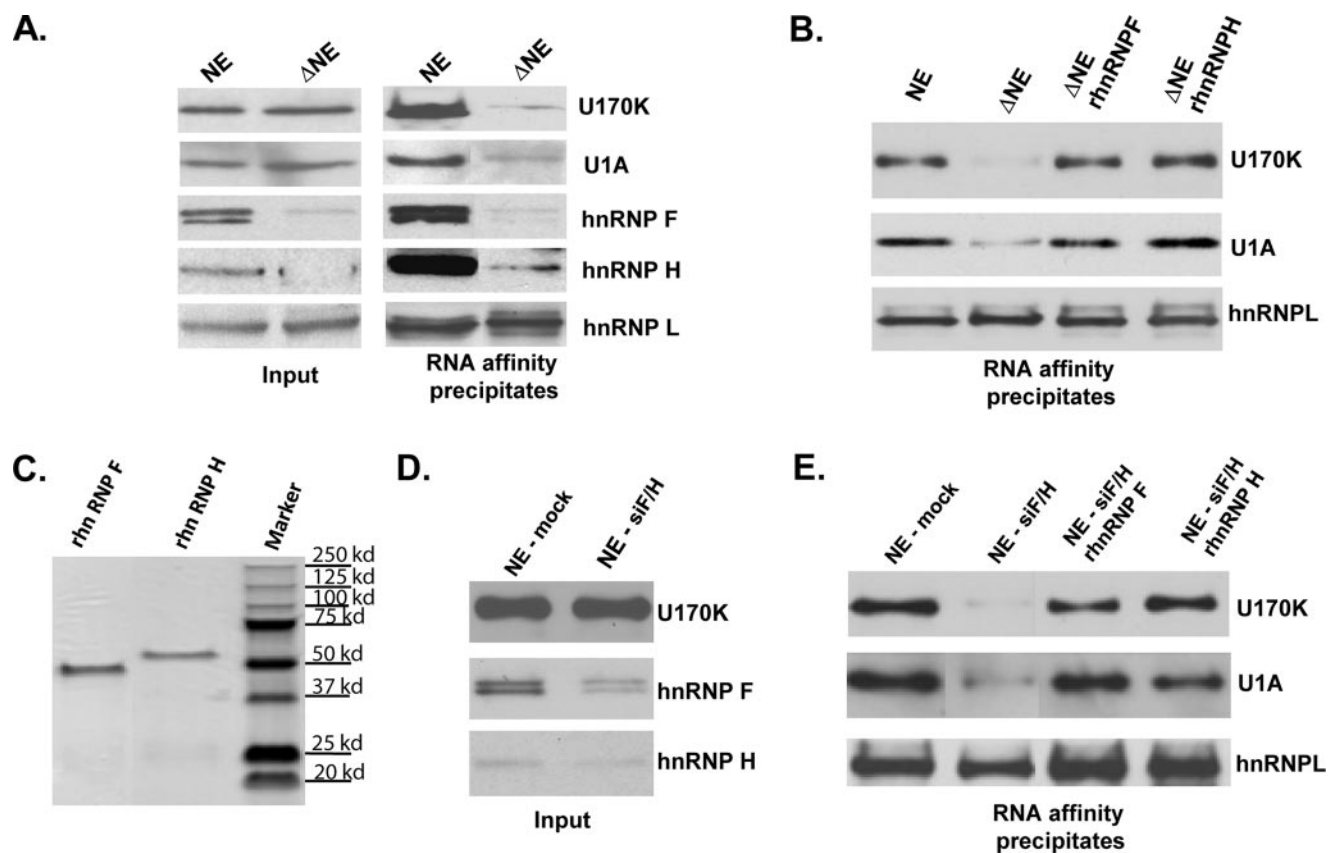 A.
NE ΔNE NE ΔNE
U170K
U1A
hnRNP F
hnRNP H
hnRNP L
Input
RNA affinity
precipitates
B.
NE ΔNE ΔNE
rhnRNPF ΔNE
rhnRNPH
U170K
U1A
hnRNPL
RNA affinity
precipitates
C.
rhn RNP F rhn RNP H Marker
250 kd
125 kd
100 kd
75 kd
50 kd
37 kd
25 kd
20 kd
D.
NE - mock NE - siF/H
U170K
hnRNP F
hnRNP H
Input
E.
NE - mock NE - siF/H NE - siF/H
rhnRNP F NE - siF/H
rhnRNP H
U170K
U1A
hnRNPL
RNA affinity
precipitates